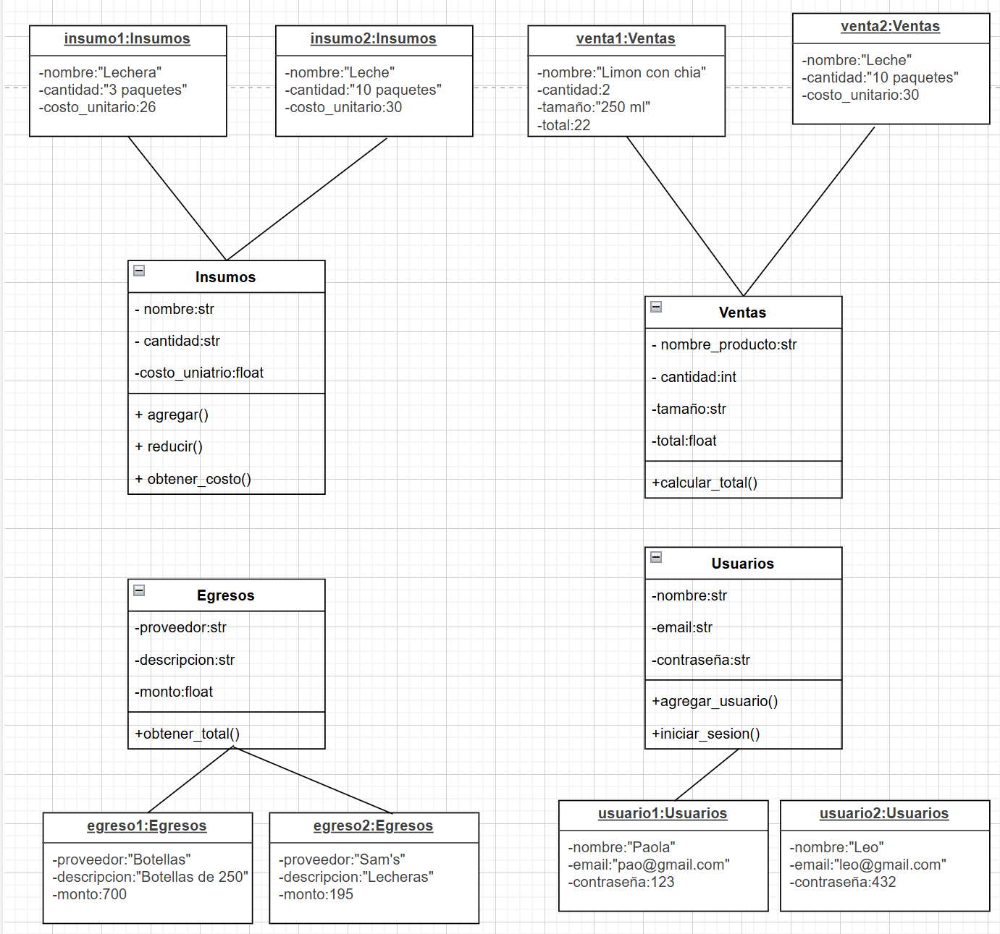 insumo1:Insumos
-nombre:"Lechera"
-cantidad:"3 paquetes"
-costo_unitario:26
insumo2:Insumos
-nombre:"Leche"
-cantidad:"10 paquetes"
-costo_unitario:30
venta1:Ventas
-nombre:"Limon con chia"
-cantidad:2
-tamaño:"250 ml"
-total:22
venta2:Ventas
-nombre:"Leche"
-cantidad:"10 paquetes"
-costo_unitario:30
Insumos
- nombre:str
- cantidad:str
-costo_uniatrio:float
+ agregar()
+ reducir()
+ obtener_costo()
Ventas
- nombre_producto:str
- cantidad:int
-tamaño:str
-total:float
+calcular_total()
Egresos
-proveedor:str
-descripcion:str
-monto:float
+obtener_total()
Usuarios
-nombre:str
-email:str
-contraseña:str
+agregar_usuario()
+iniciar_sesion()
egreso1:Egresos
-proveedor:"Botellas"
-descripcion:"Botellas de 250"
-monto:700
egreso2:Egresos
-proveedor:"Sam's"
-descripcion:"Lecheras"
-monto:195
usuario1:Usuarios
-nombre:"Paola"
-email:"pao@gmail.com"
-contraseña:123
usuario2:Usuarios
-nombre:"Leo"
-email:"leo@gmail.com"
-contraseña:432